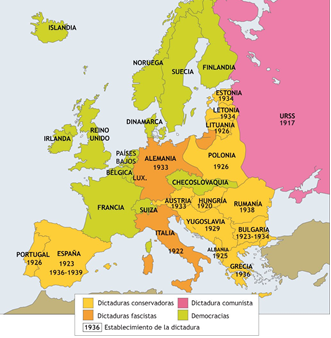 ISLANDIA
NORUEGA
SUECIA
FINLANDIA
ESTONIA
1934
LETONIA
1934
LITUANIA
1926
URSS
1917
DINAMARCA
IRLANDA
REINO
UNIDO
PAÍSES
BAJOS
BÉLGICA
LUX.
ALEMANIA
1933
POLONIA
1926
CHECOSLOVAQUIA
FRANCIA
SUIZA
AUSTRIA
1933
HUNGRÍA
1920
RUMANÍA
1938
YUGOSLAVIA
1929
BULGARIA
1923-1934
ITALIA
1922
ALBANIA
1925
GRECIA
1936
PORTUGAL
1926
ESPAÑA
1923
1936-1939
Dictaduras conservadoras
Dictadura comunista
Dictaduras fascistas
Democracias
1936 Establecimiento de la dictadura